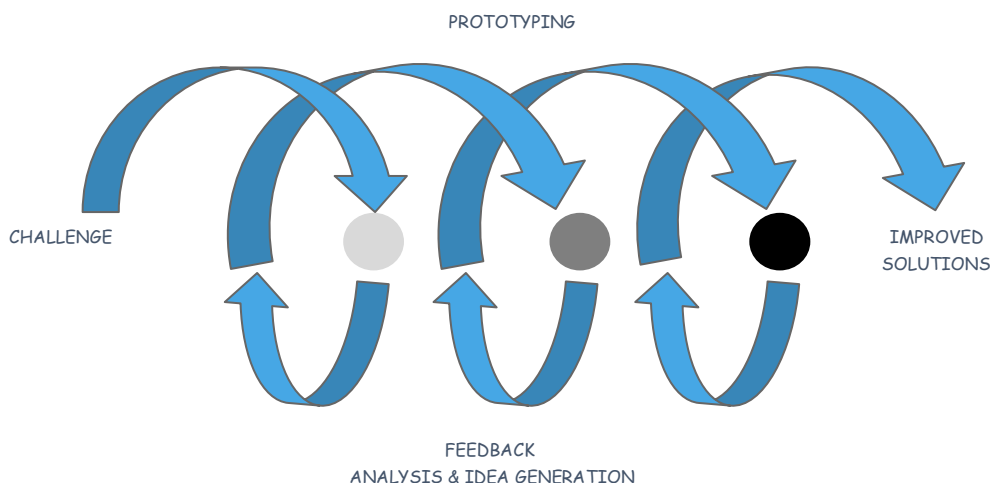 PROTOTYPING
CHALLENGE
IMPROVED
SOLUTIONS
FEEDBACK
ANALYSIS & IDEA GENERATION